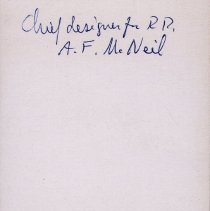 Chief designer for R R.
A. F. McNeil